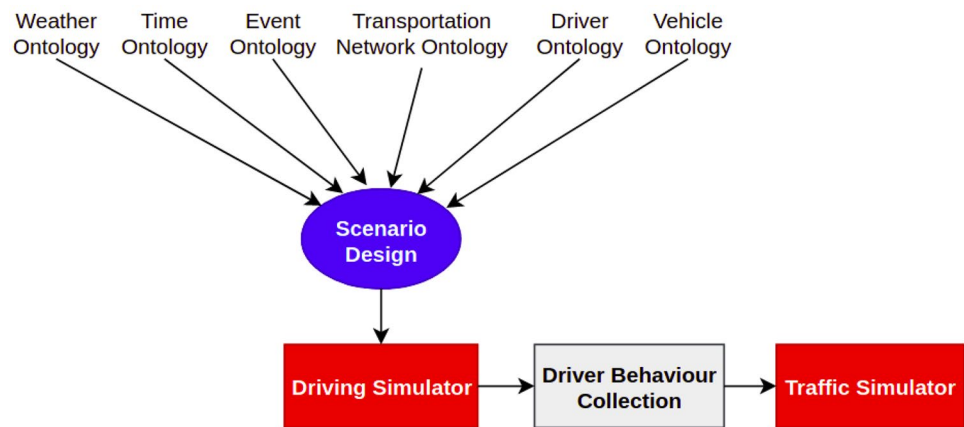 Weather
Ontology
Time
Ontology
Event
Ontology
Transportation
Network Ontology
Driver
Ontology
Vehicle
Ontology
Scenario
Design
Driving Simulator
Driver Behaviour
Collection
Traffic Simulator